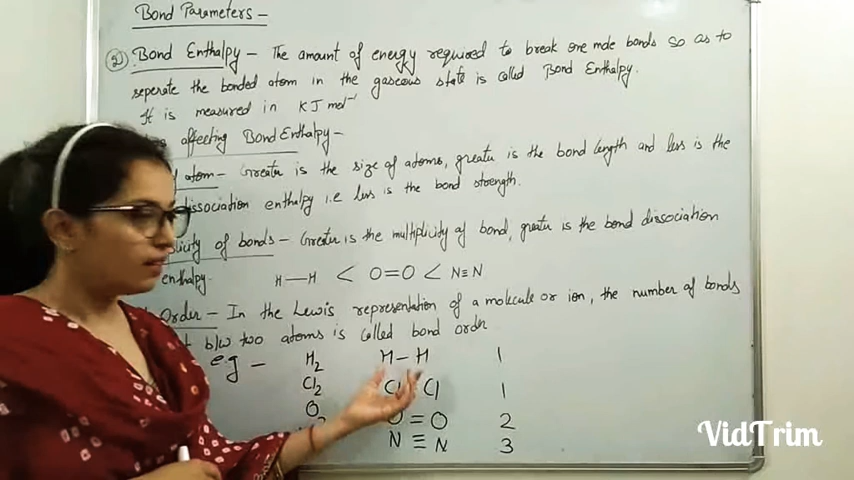 Bond Parameters -
(2) Bond Enthalpy - The amount of energy required to break one mole bonds so as to
seperate the bonded atom in the gaseous state is called Bond Enthalpy.
It is measured in KJ mol⁻¹
affecting Bond Enthalpy -
atom - Greater is the size of atoms, greater is the bond length and less is the
dissociation enthalpy i.e less is the bond strength.
of bonds - Greater is the multiplicity of bond, greater is the bond dissociation
enthalpy. H—H < O=O < N≡N
Order - In the Lewis representation of a molecule or ion, the number of bonds
b/w two atoms is called bond order
e.g - H₂ H-H 1
Cl₂ Cl Cl 1
O O=O 2
N≡N 3
VidTrim